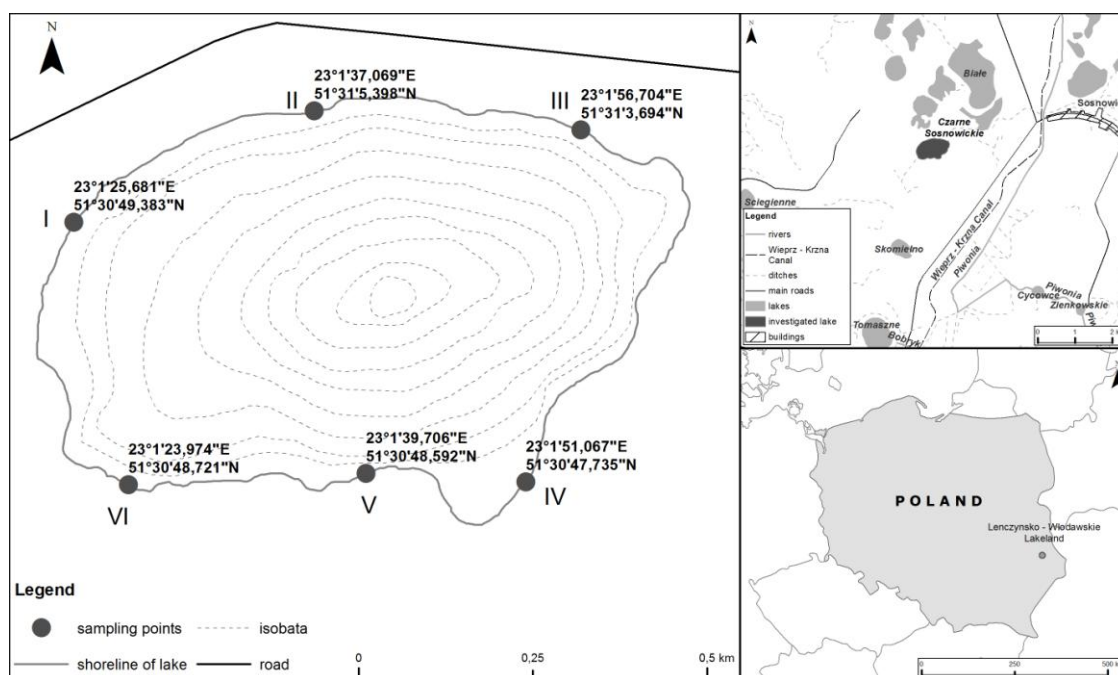 N
23°1'37,069"E
51°31'5,398"N
II
III
23°1'56,704"E
51°31'3,694"N
23°1'25,681"E
51°30'49,383"N
I
23°1'23,974"E
51°30'48,721"N
VI
23°1'39,706"E
51°30'48,592"N
V
23°1'51,067"E
51°30'47,735"N
IV
Legend
sampling points
isobata
shoreline of lake
road
0
0,25
0,5 km
N
Białe
Sosnowi
Czarne
Sosnowickie
Sciegienne
Legend
rivers
Wieprz - Krzna
Canal
ditches
main roads
lakes
investigated lake
buildings
Skomielno
Wieprz - Krzna Canal
Piwonia
Piwonia
Cycowce
Zienkowskie
Piw
Tomaszne
Bobryki
0
1
2
POLAND
Lenczynsko - Włodawskie
Lakeland
0
250
500